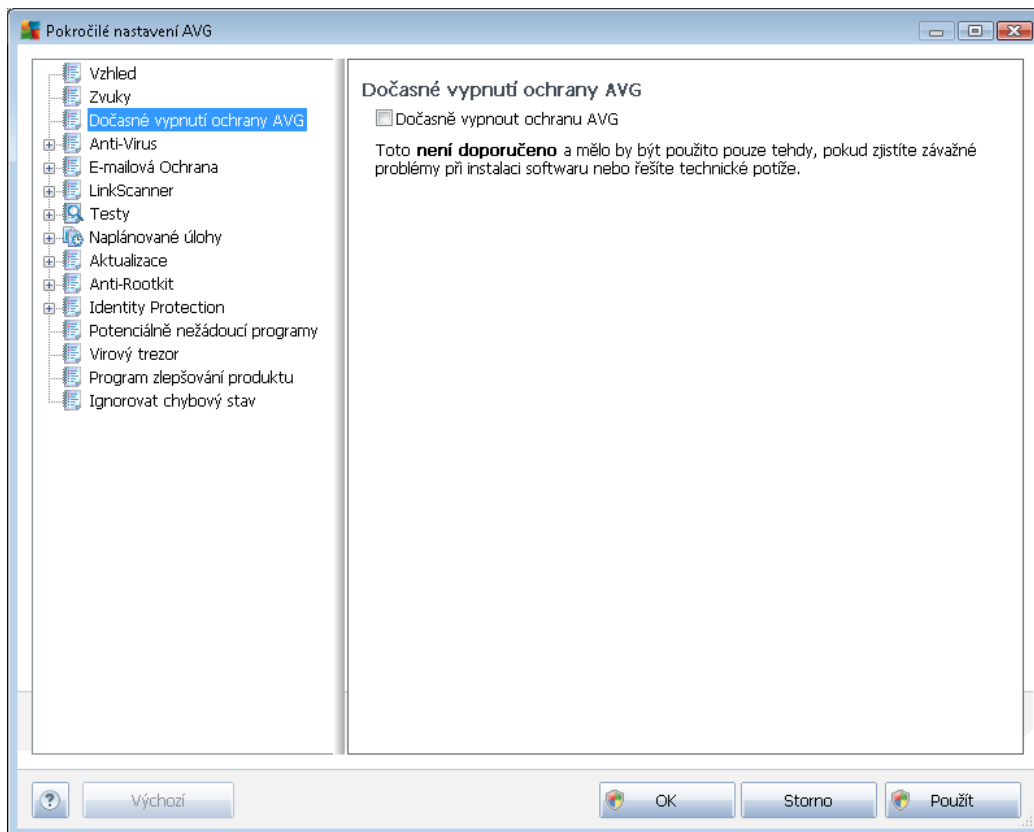 Pokročilé nastavení AVG
Vzhled
Zvuky
Dočasné vypnutí ochrany AVG
Anti-Virus
E-mailová Ochrana
LinkScanner
Testy
Naplánované úlohy
Aktualizace
Anti-Rootkit
Identity Protection
Potenciálně nežádoucí programy
Virový trezor
Program zlepšování produktu
Ignorovat chybový stav
Dočasné vypnutí ochrany AVG
Dočasně vypnout ochranu AVG
Toto není doporučeno a mělo by být použito pouze tehdy, pokud zjistíte závažné
problémy při instalaci softwaru nebo řešíte technické potíže.
?
Výchozí
OK
Storno
Použít